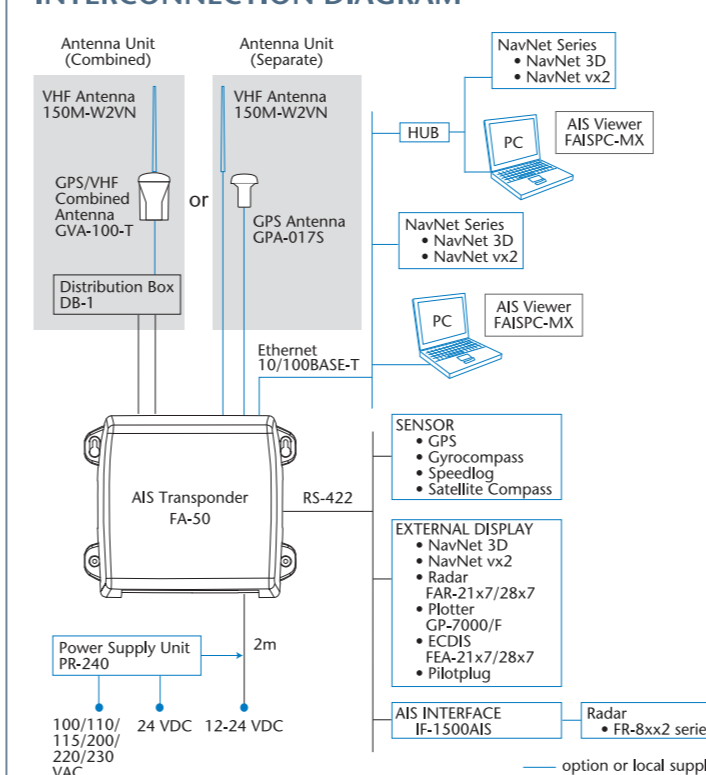 INTERCONNECTION DIAGRAM
Antenna Unit
(Combined)
Antenna Unit
(Separate)
VHF Antenna
150M-W2VN
GPS/VHF
Combined
Antenna
GVA-100-T
Distribution Box
DB-1
or
VHF Antenna
150M-W2VN
GPS Antenna
GPA-017S
Ethernet
10/100BASE-T
NavNet Series
• NavNet 3D
• NavNet vx2
HUB
PC
AIS Viewer
FAISPC-MX
NavNet Series
• NavNet 3D
• NavNet vx2
PC
AIS Viewer
FAISPC-MX
AIS Transponder
FA-50
RS-422
SENSOR
• GPS
• Gyrocompass
• Speedlog
• Satellite Compass
EXTERNAL DISPLAY
• NavNet 3D
• NavNet vx2
• Radar
FAR-21x7/28x7
• Plotter
GP-7000/F
• ECDIS
FEA-21x7/28x7
• Pilotplug
AIS INTERFACE
IF-1500AIS
Radar
• FR-8xx2 serie
Power Supply Unit
PR-240
2m
100/110/
115/200/
220/230
VAC
24 VDC
12-24 VDC
option or local suppl